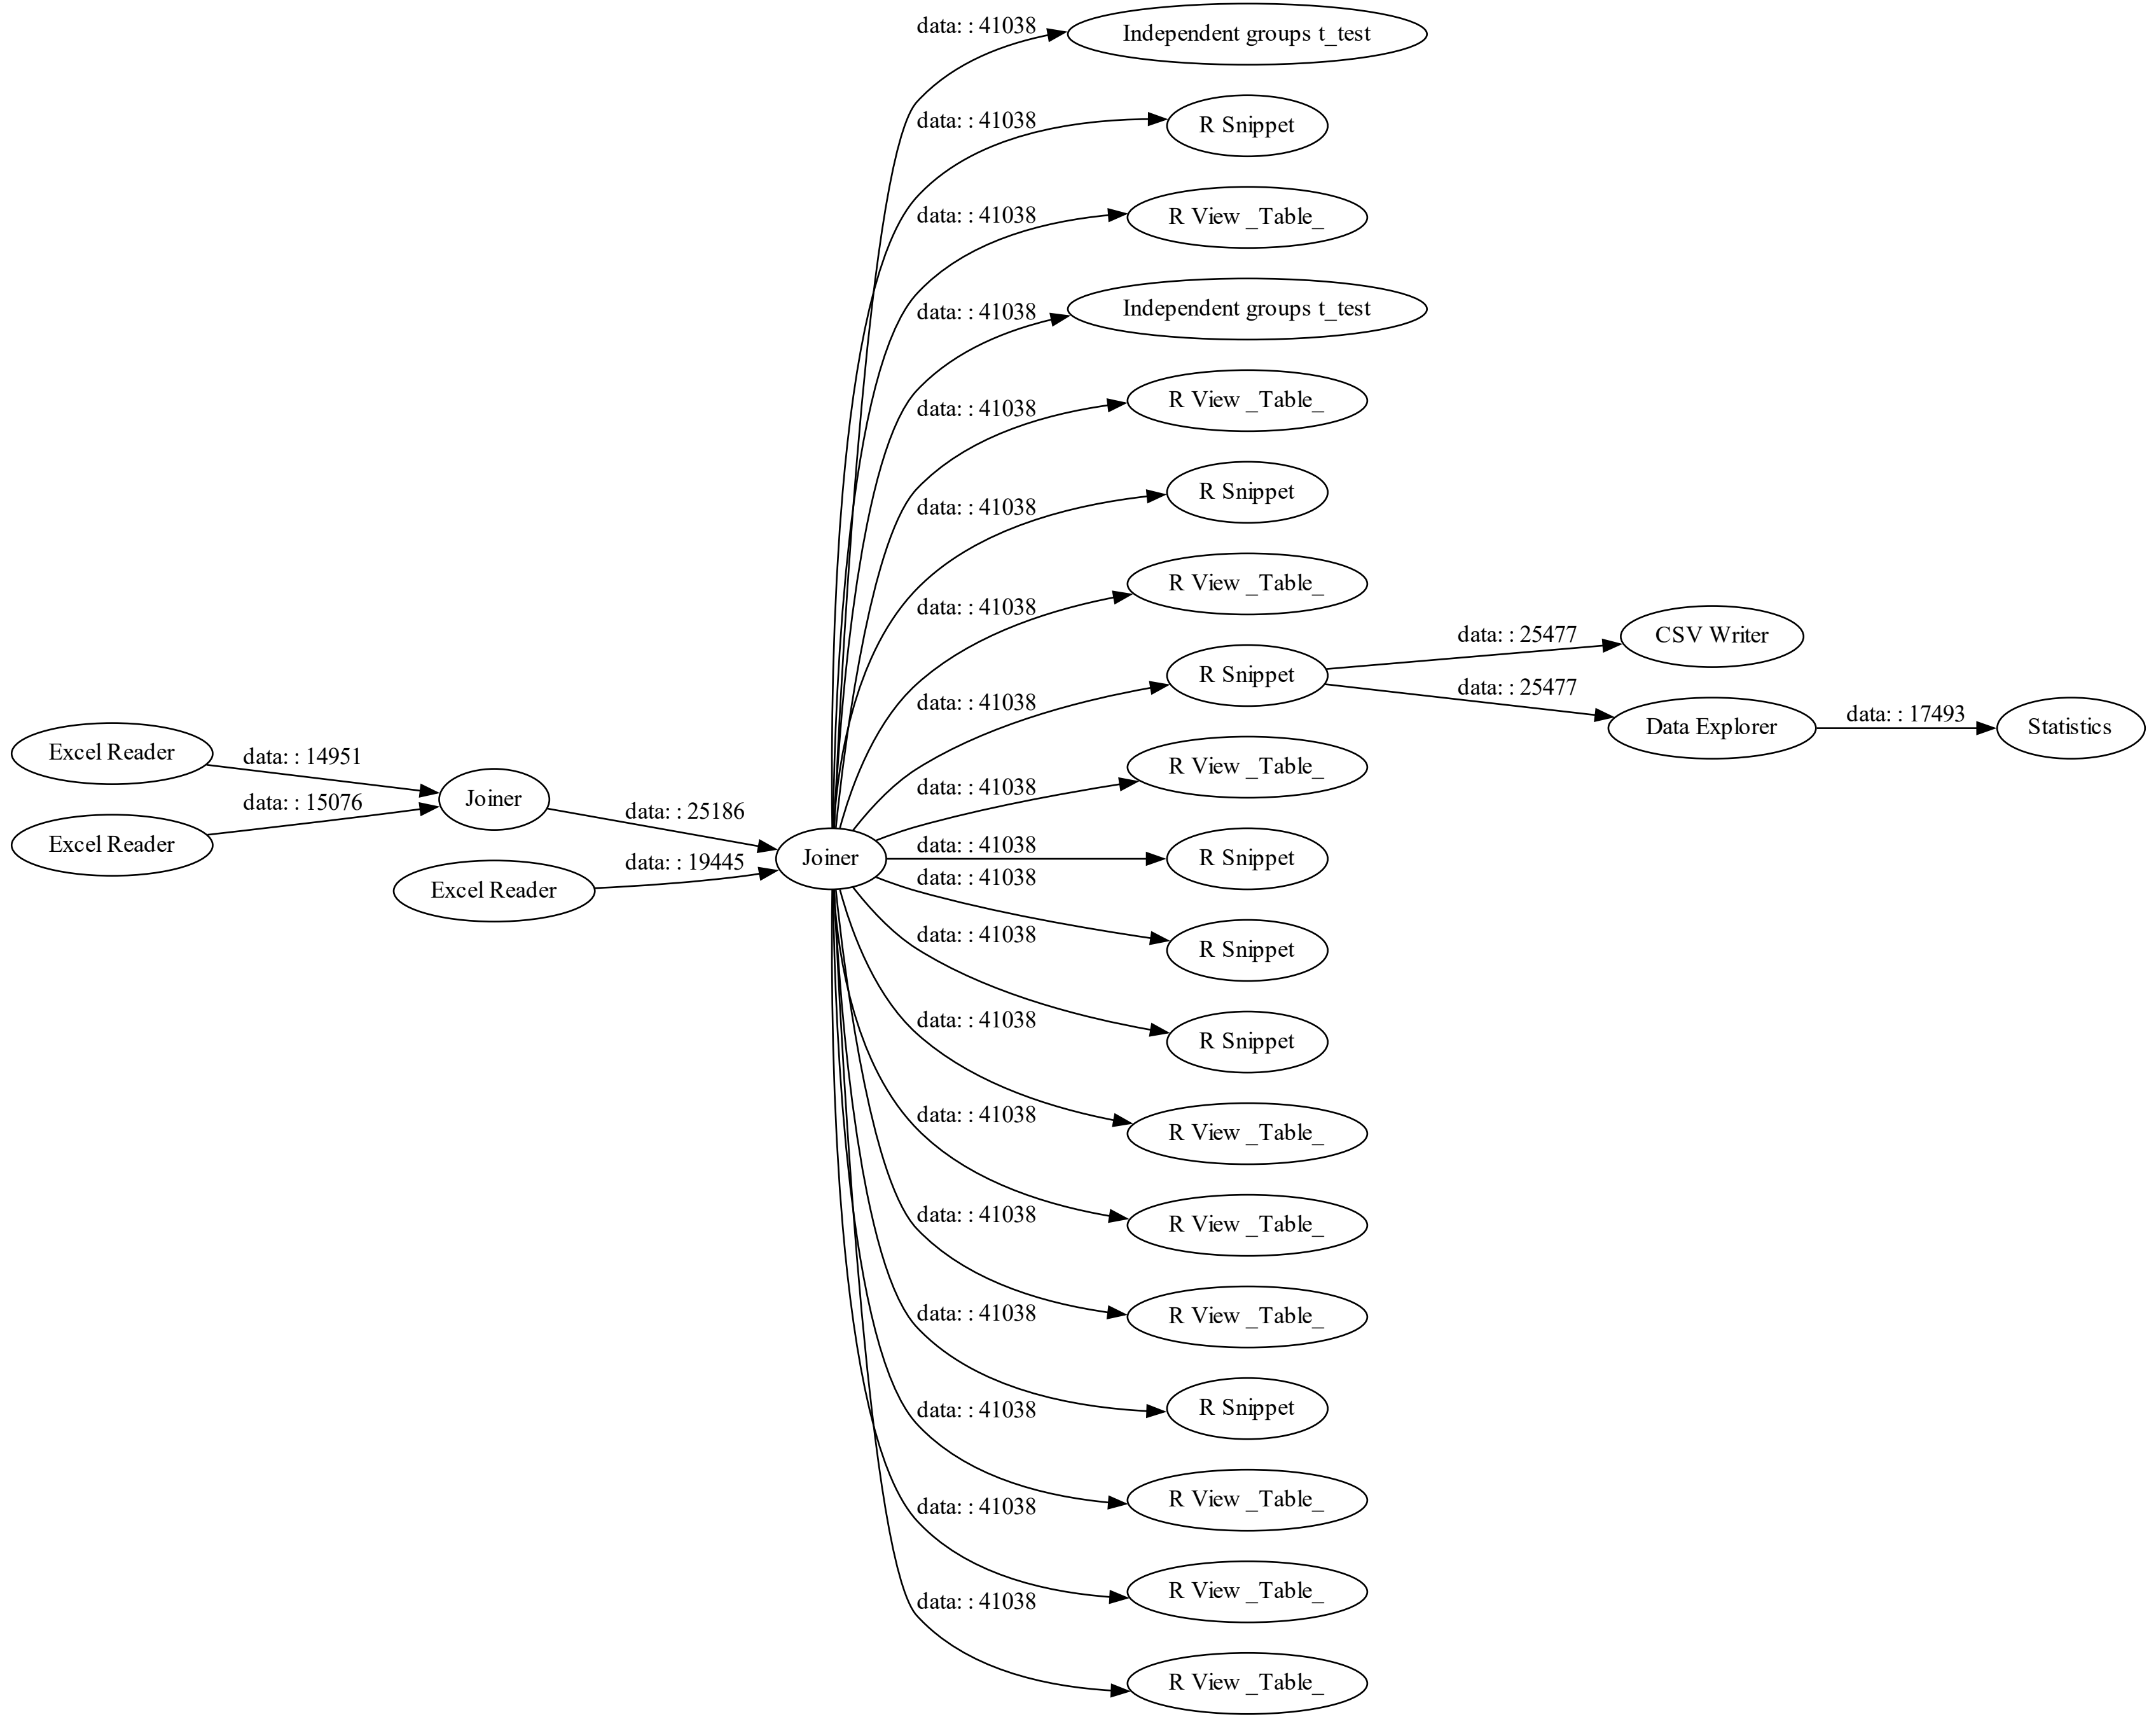 data: : 41038
Independent groups t_test
data: : 41038
R Snippet
data: : 41038
R View _Table_
data: : 41038
Independent groups t_test
data: : 41038
R View _Table_
data: : 41038
R Snippet
data: : 41038
R View _Table_
data: : 41038
R Snippet
data: : 25477
CSV Writer
data: : 25477
Data Explorer
data: : 17493
Statistics
Excel Reader
data: : 14951
Excel Reader
data: : 15076
Joiner
data: : 25186
Excel Reader
data: : 19445
Joiner
data: : 41038
R View _Table_
data: : 41038
R Snippet
data: : 41038
R Snippet
data: : 41038
R Snippet
data: : 41038
R View _Table_
data: : 41038
R View _Table_
data: : 41038
R View _Table_
data: : 41038
R Snippet
data: : 41038
R View _Table_
data: : 41038
R View _Table_
data: : 41038
R View _Table_